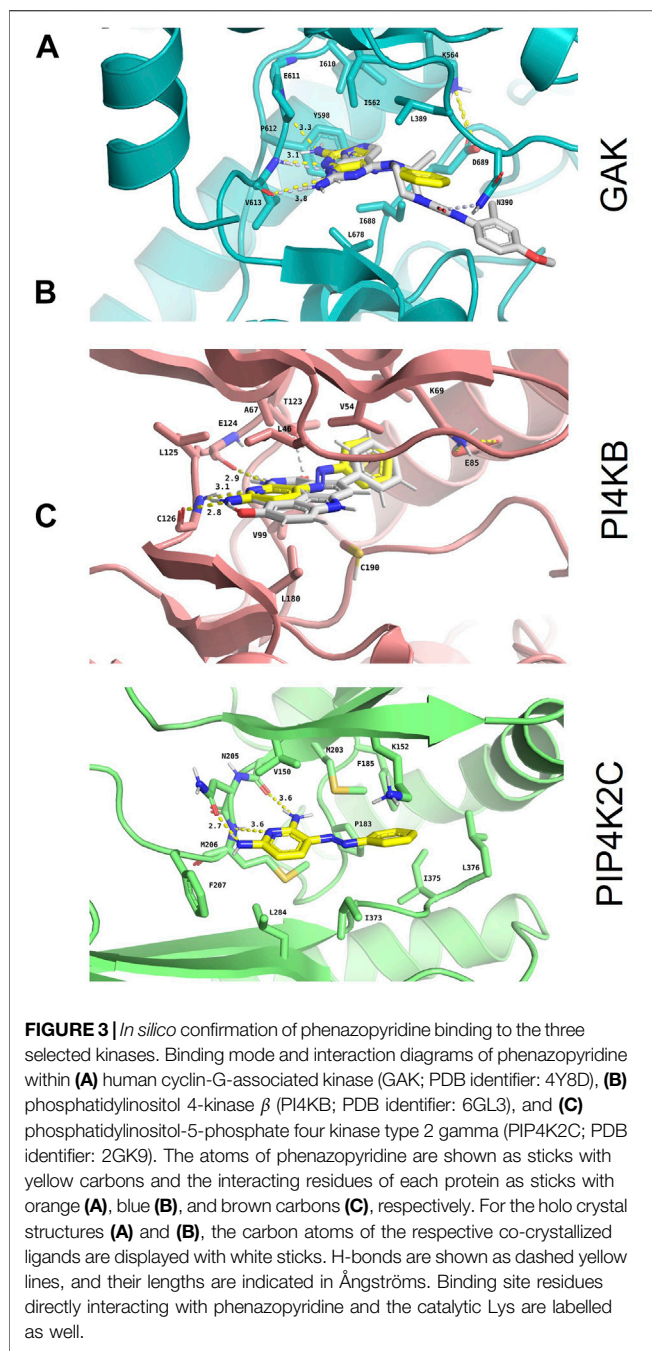 A
I610
K564
E611
I562
Y598
L389
P612
3.3
3.1
D689
V613
3.8
N390
I688
L678
GAK
B
T123
K69
A67
V54
E124
L46
L125
E85
2.9
3.1
2.8
C126
V99
C190
L180
PI4KB
C
N205
M203
K152
V150
F185
3.6
3.6
2.7
P183
M206
L376
I375
F207
L284
I373
PIP4K2C
FIGURE 3 | In silico confirmation of phenazopyridine binding to the three
selected kinases. Binding mode and interaction diagrams of phenazopyridine
within (A) human cyclin-G-associated kinase (GAK; PDB identifier: 4Y8D), (B)
phosphatidylinositol 4-kinase β (PI4KB; PDB identifier: 6GL3), and (C)
phosphatidylinositol-5-phosphate four kinase type 2 gamma (PIP4K2C; PDB
identifier: 2GK9). The atoms of phenazopyridine are shown as sticks with
yellow carbons and the interacting residues of each protein as sticks with
orange (A), blue (B), and brown carbons (C), respectively. For the holo crystal
structures (A) and (B), the carbon atoms of the respective co-crystallized
ligands are displayed with white sticks. H-bonds are shown as dashed yellow
lines, and their lengths are indicated in Ångströms. Binding site residues
directly interacting with phenazopyridine and the catalytic Lys are labelled
as well.